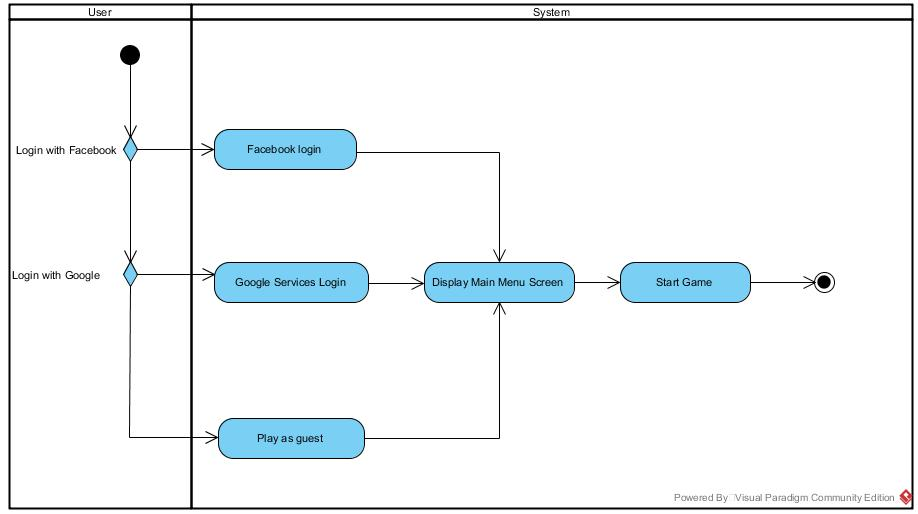 User
System
Login with Facebook
Facebook login
Login with Google
Google Services Login
Display Main Menu Screen
Start Game
Play as guest
Powered By Visual Paradigm Community Edition